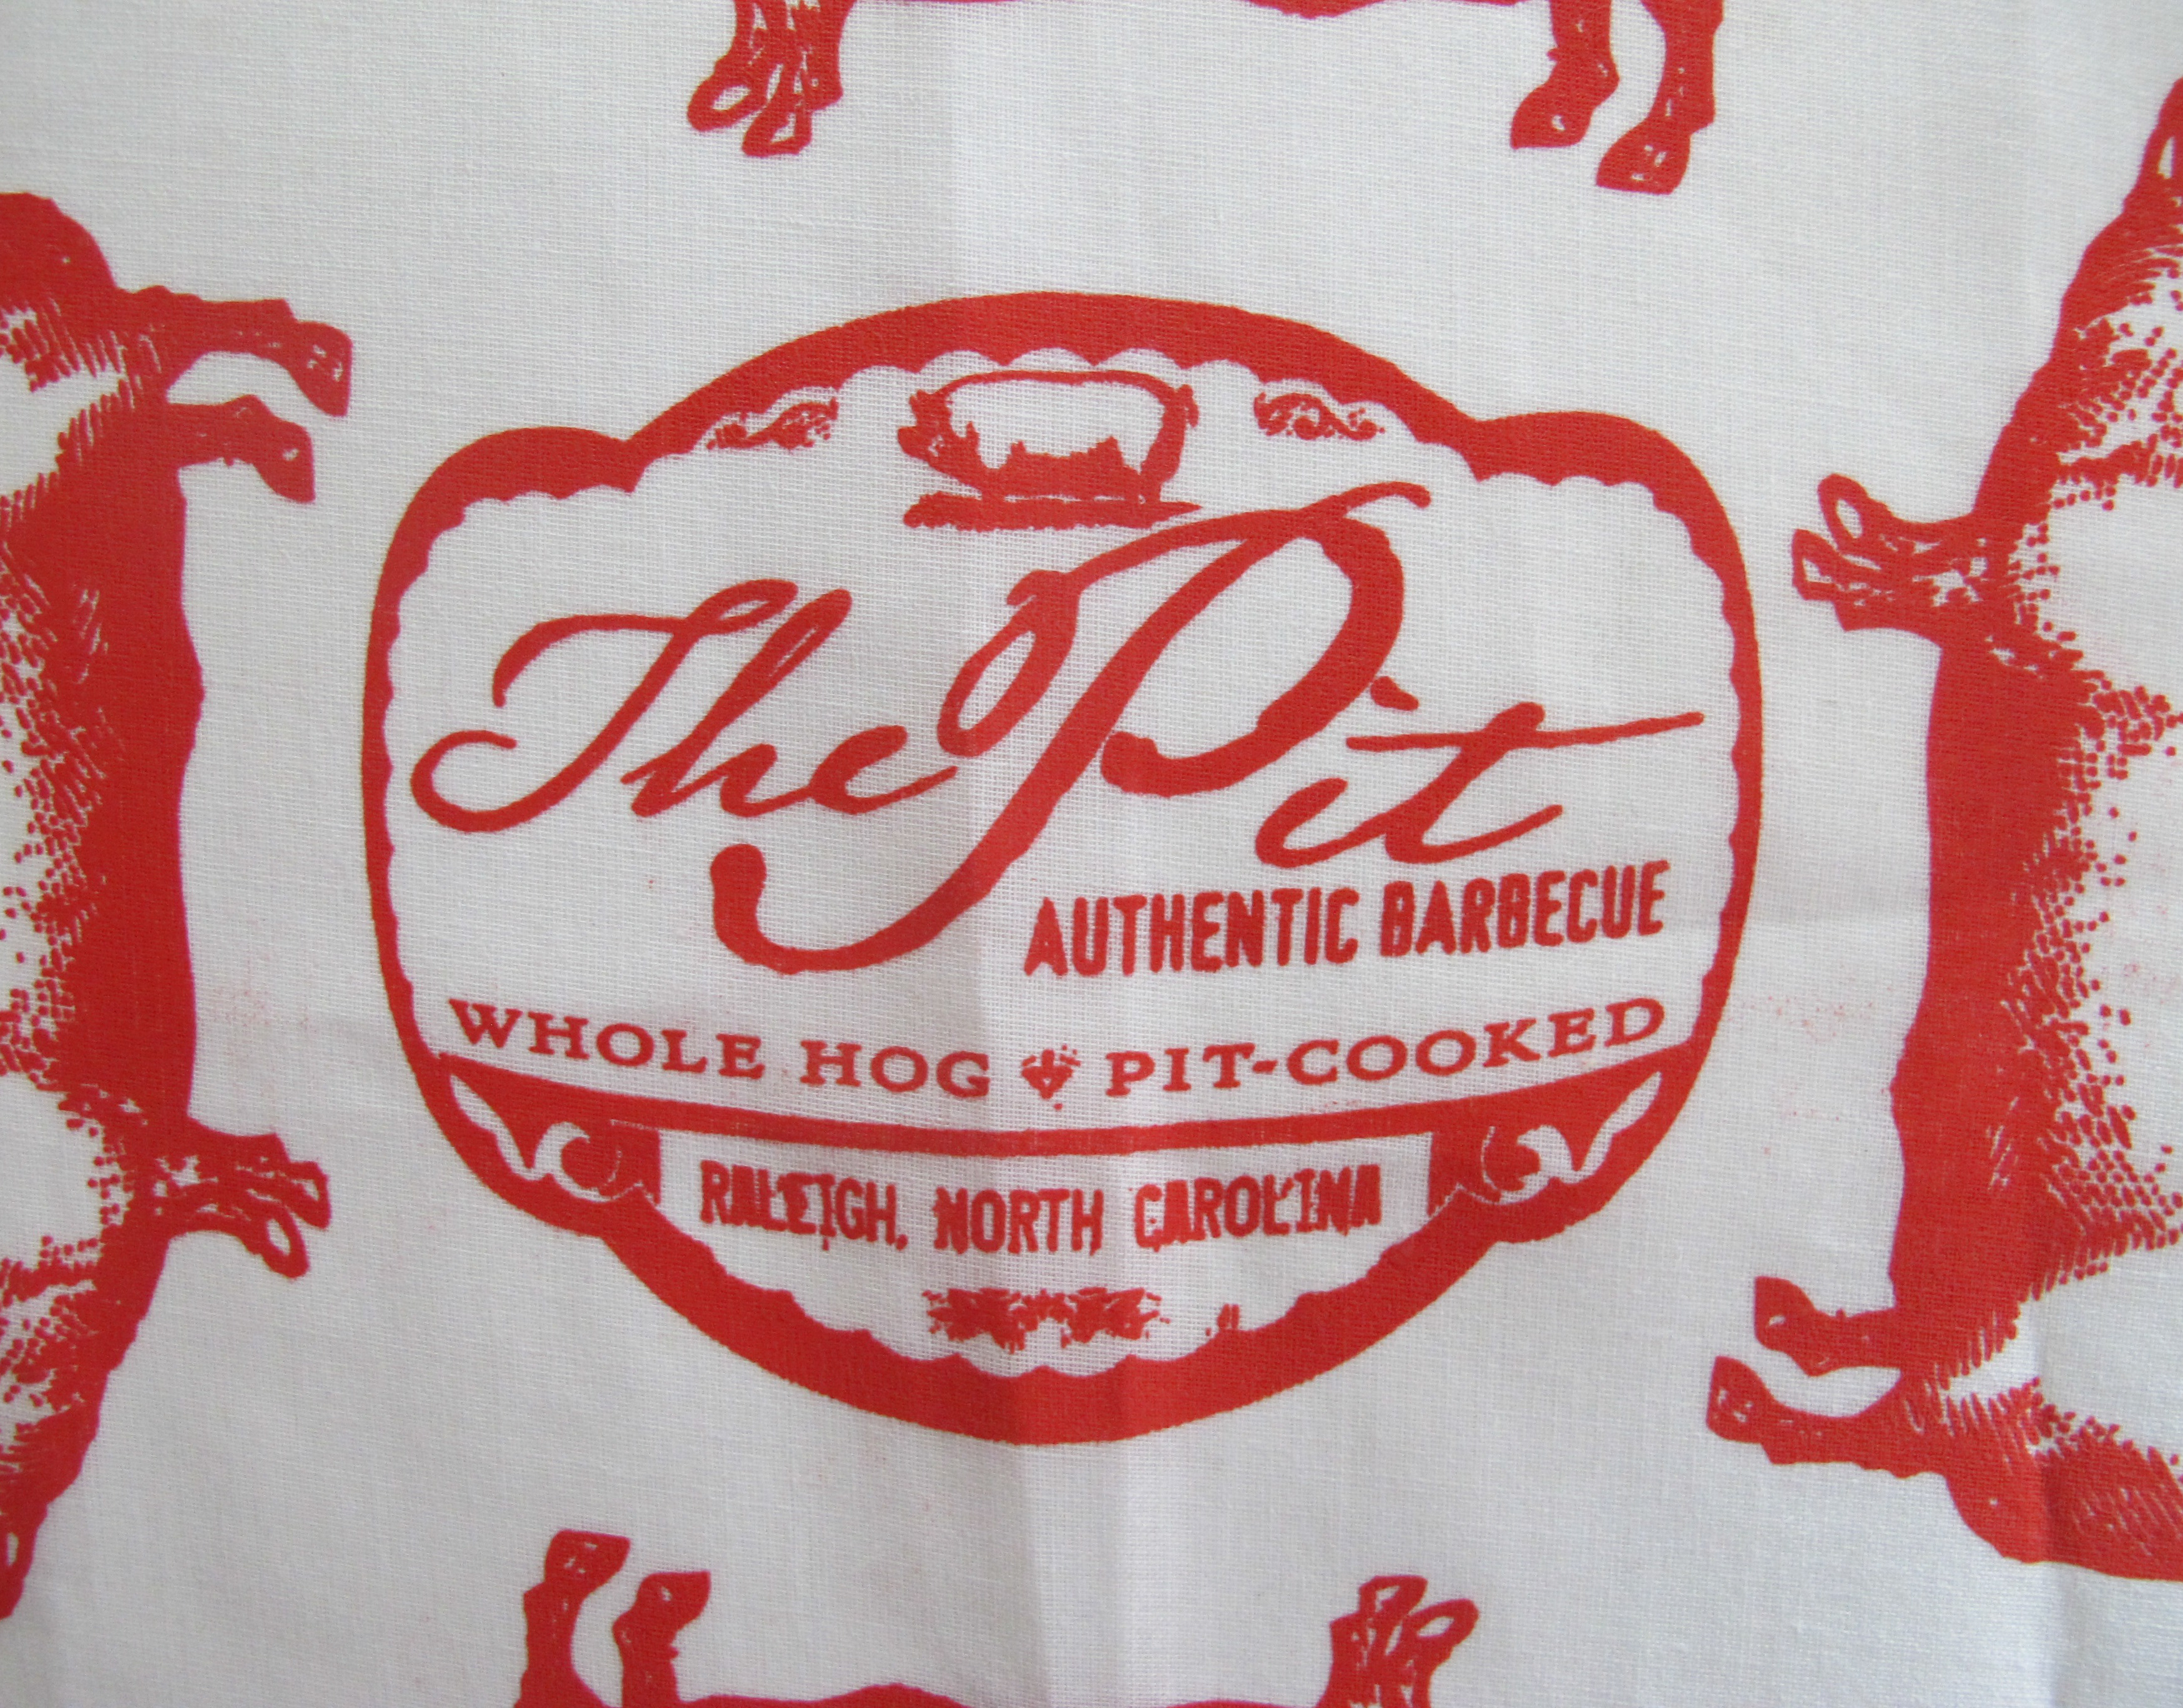 The Pit
AUTHENTIC BARBECUE
WHOLE HOG PIT-COOKED
RALEIGH, NORTH CAROLINA